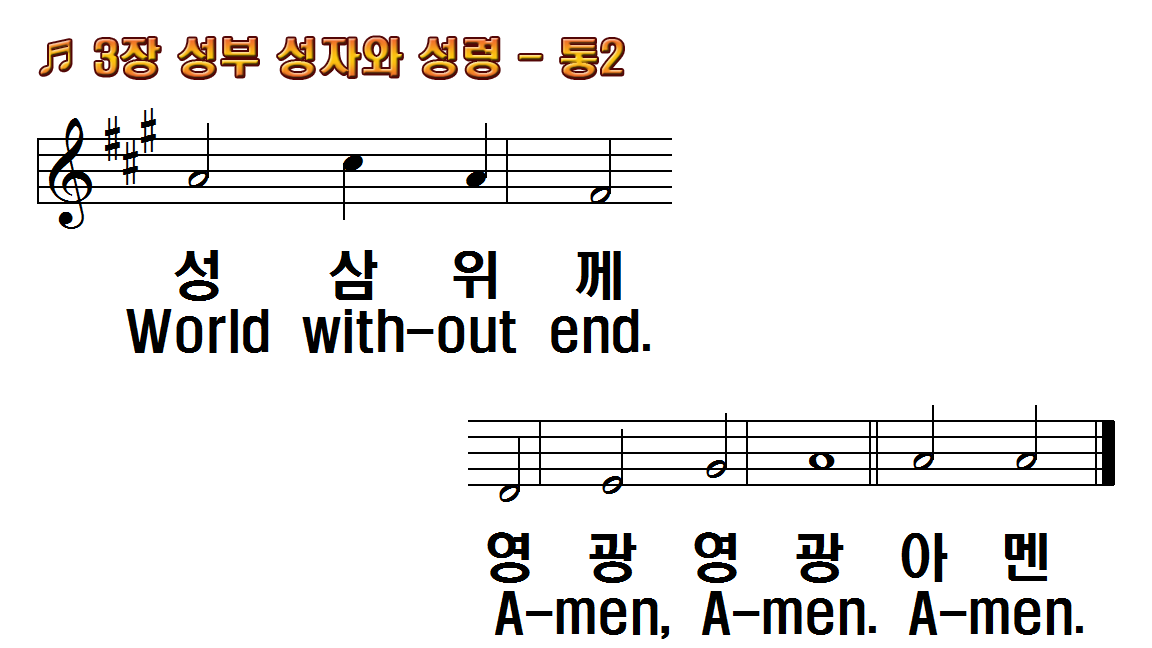 ♬ 3장 성부 성자와 성령 - 통2
성 삼 위 께
World with-out end.
영 광 영 광 아 멘
A-men, A-men. A-men.